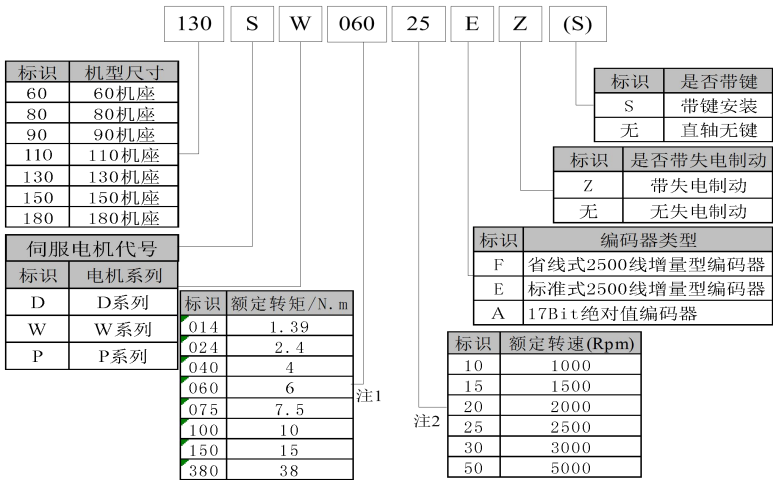 130 S W 060 25 E Z (S)
标识 机型尺寸
60 60机座
80 80机座
90 90机座
110 110机座
130 130机座
150 150机座
180 180机座
伺服电机代号
标识 电机系列
D D系列
W W系列
P P系列
标识 额定转矩/N.m
014 1.39
024 2.4
040 4
060 6
075 7.5
100 10
150 15
380 38
注1
标识 是否带键
S 带键安装
无 直轴无键
标识 是否带失电制动
Z 带失电制动
无 无失电制动
标识 编码器类型
F 省线式2500线增量型编码器
E 标准式2500线增量型编码器
A 17Bit绝对值编码器
注2
标识 额定转速(Rpm)
10 1000
15 1500
20 2000
25 2500
30 3000
50 5000